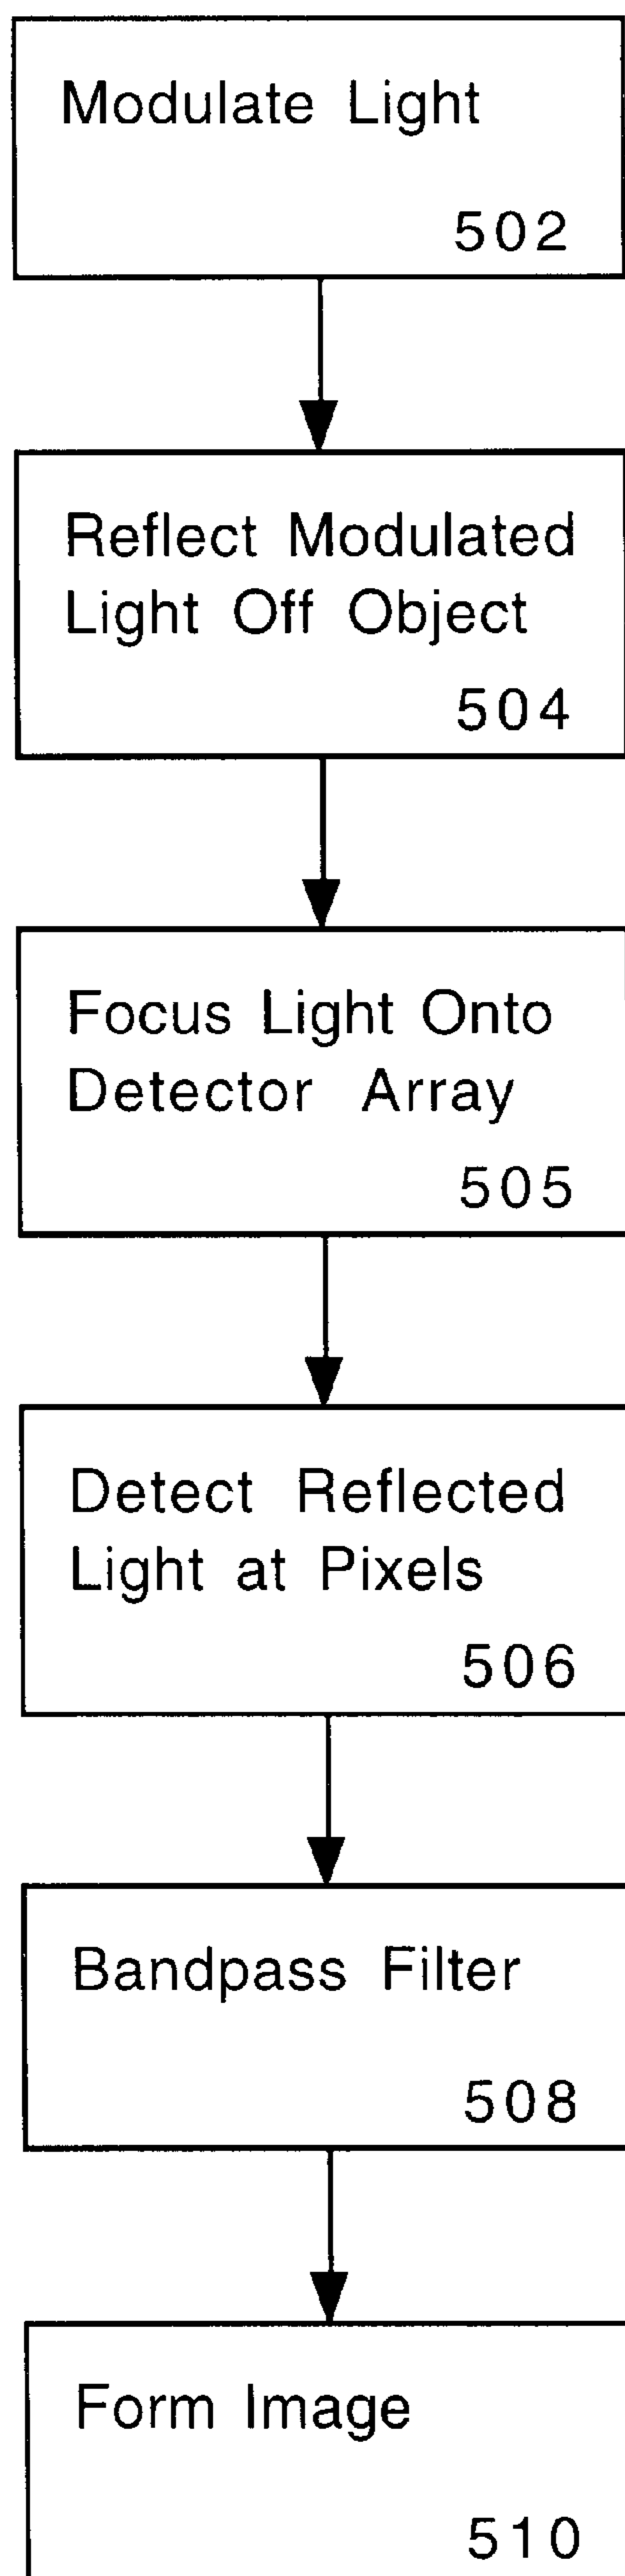 Modulate Light
502
Reflect Modulated
Light Off Object
504
Focus Light Onto
Detector Array
505
Detect Reflected
Light at Pixels
506
Bandpass Filter
508
Form Image
510